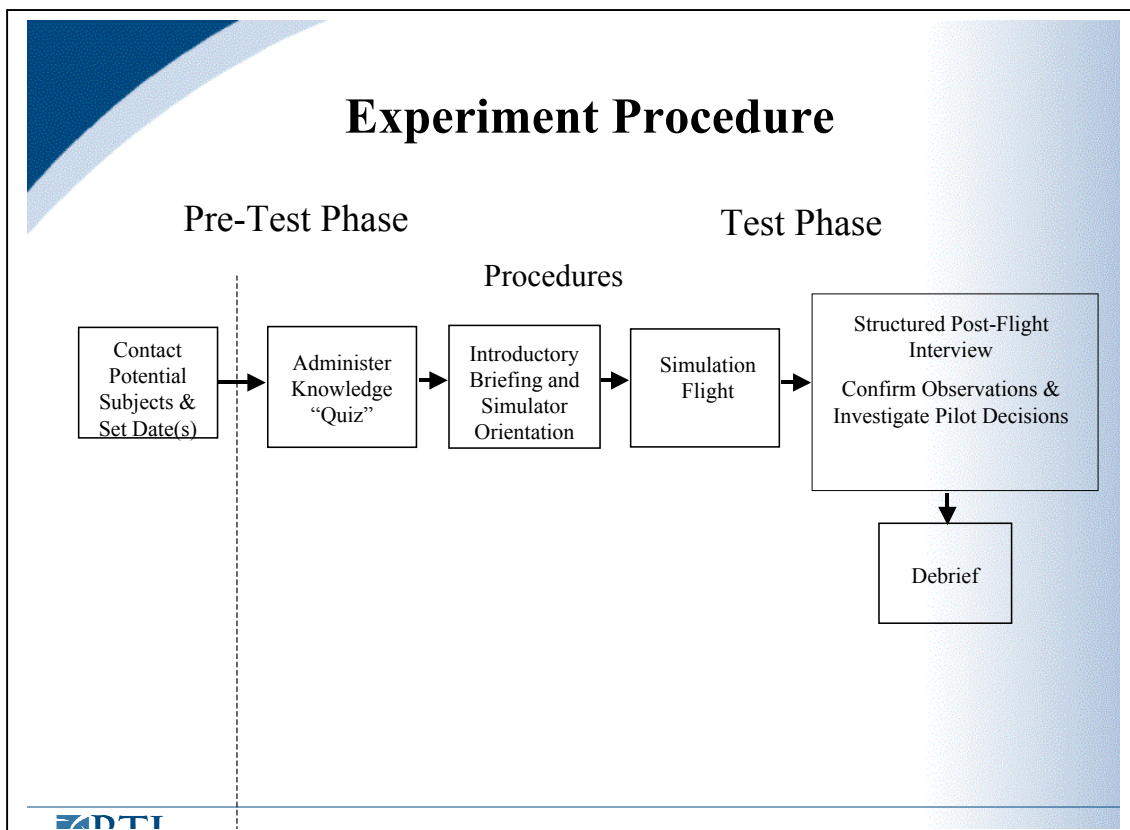 Experiment Procedure
Pre-Test Phase
Test Phase
Procedures
Contact
Potential
Subjects &
Set Date(s)
Administer
Knowledge
“Quiz”
Introductory
Briefing and
Simulator
Orientation
Simulation
Flight
Structured Post-Flight
Interview
Confirm Observations &
Investigate Pilot Decisions
Debrief
RTI